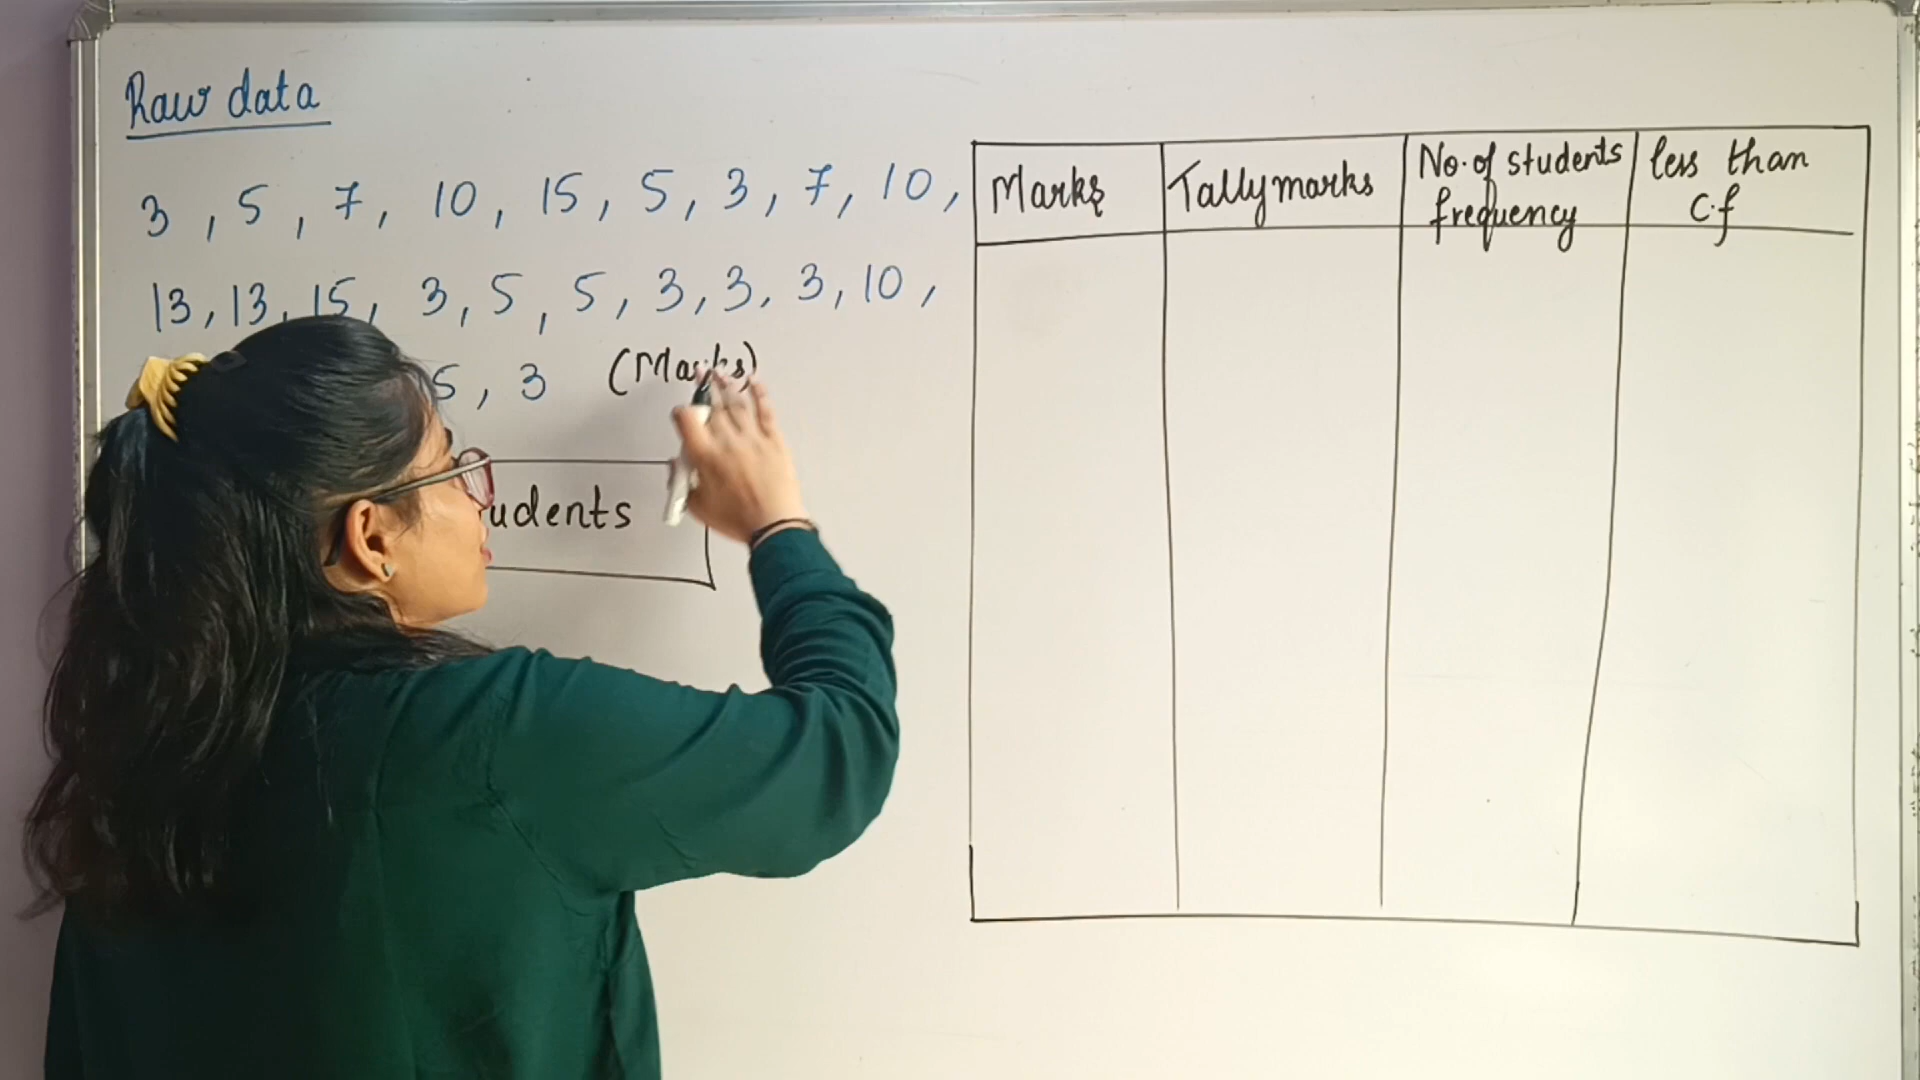 Raw data
3, 5, 7, 10, 15, 5, 3, 7, 10,
13, 13, 15, 3, 5, 5, 3, 3, 3, 10,
5, 3 (Marks)
udents
Marks Tallymarks No. of students frequency less than c.f